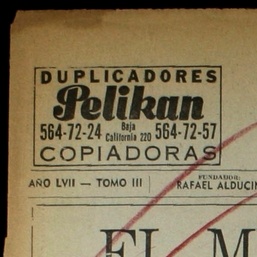 DUPLICADORES
Pelikan
564-72-24 Baja California 220 564-72-57
COPIADORAS
AÑO LVII — TOMO III
FUNDADOR:
RAFAEL ALDUCIN
EL M